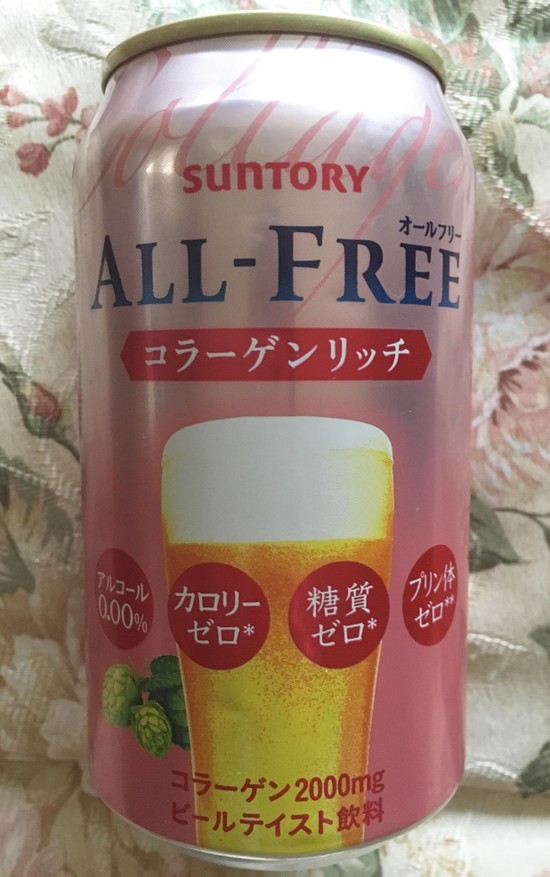 Collagen
SUNTORY
オールフリー
ALL-FREE
コラーゲンリッチ
アルコール
0.00%
カロリー
ゼロ*
糖質
ゼロ*
プリン体
ゼロ**
コラーゲン2000mg
ビールテイスト飲料